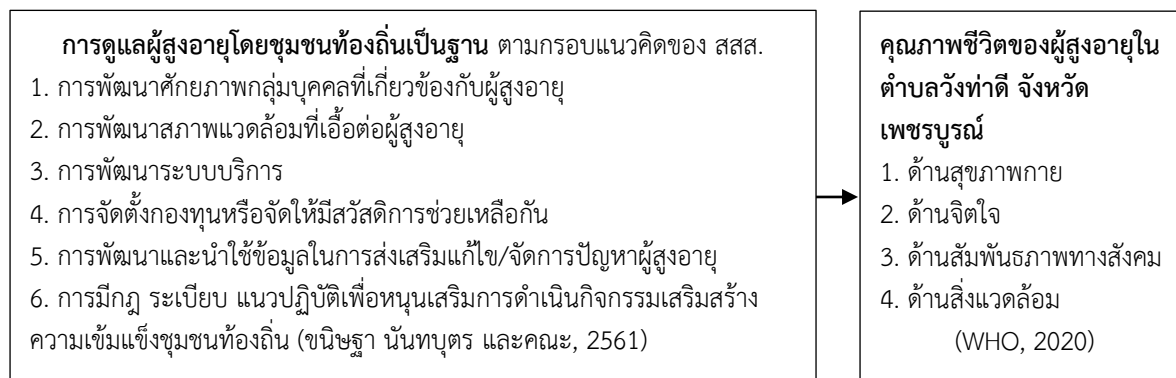 การดูแลผู้สูงอายุโดยชุมชนท้องถิ่นเป็นฐาน ตามกรอบแนวคิดของ สสส.
1. การพัฒนาศักยภาพกลุ่มบุคคลที่เกี่ยวข้องกับผู้สูงอายุ
2. การพัฒนาสภาพแวดล้อมที่เอื้อต่อผู้สูงอายุ
3. การพัฒนาระบบบริการ
4. การจัดตั้งกองทุนหรือจัดให้มีสวัสดิการช่วยเหลือกัน
5. การพัฒนาและนำใช้ข้อมูลในการส่งเสริมแก้ไข/จัดการปัญหาผู้สูงอายุ
6. การมีกฎ ระเบียบ แนวปฏิบัติเพื่อหนุนเสริมการดำเนินกิจกรรมเสริมสร้าง
ความเข้มแข็งชุมชนท้องถิ่น (ขนิษฐา นันทบุตร และคณะ, 2561)
คุณภาพชีวิตของผู้สูงอายุใน
ตำบลวังท่าดี จังหวัด
เพชรบูรณ์
1. ด้านสุขภาพกาย
2. ด้านจิตใจ
3. ด้านสัมพันธภาพทางสังคม
4. ด้านสิ่งแวดล้อม
(WHO, 2020)